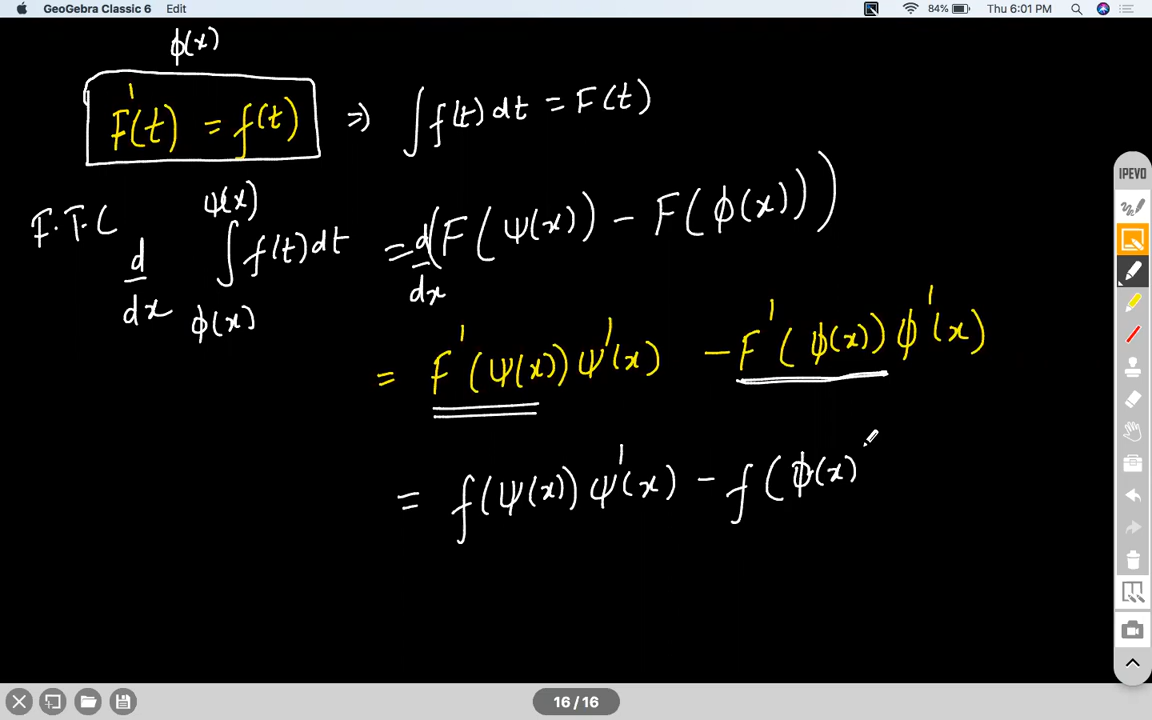 GeoGebra Classic 6 Edit 84% Thu 6:01 PM
ϕ(x)
F'(t) = f(t) ⇒ ∫f(t)dt = F(t)
F.T.C d/dx ∫_{ϕ(x)}^{ψ(x)} f(t)dt = d/dx (F(ψ(x)) − F(ϕ(x)))
= F'(ψ(x))ψ'(x) − F'(ϕ(x))ϕ'(x)
= f(ψ(x))ψ'(x) − f(ϕ(x)
IPEVO
16/16